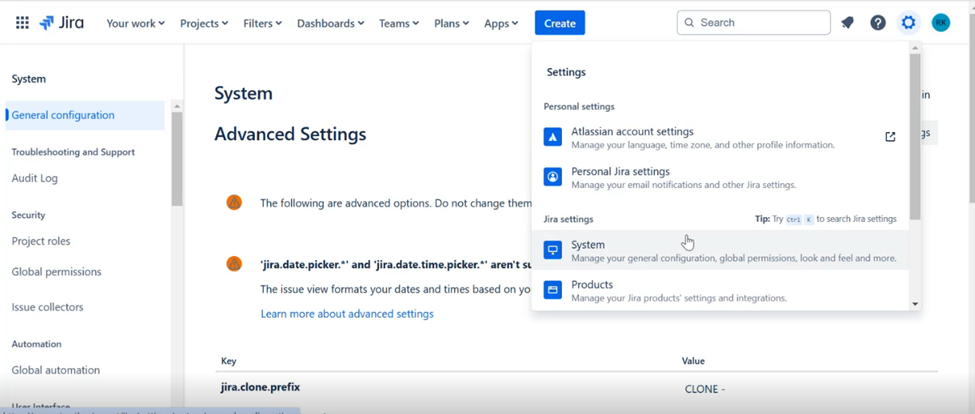 Jira
Your work
Projects
Filters
Dashboards
Teams
Plans
Apps
Create
Search
RK
System
General configuration
Troubleshooting and Support
Audit Log
Security
Project roles
Global permissions
Issue collectors
Automation
Global automation
User Interface
System
Advanced Settings
The following are advanced options. Do not change them
'jira.date.picker.*' and 'jira.date.time.picker.*' aren't
The issue view formats your dates and times based on
Learn more about advanced settings
Key
Value
jira.clone.prefix
CLONE -
Settings
Personal settings
Atlassian account settings
Manage your language, time zone, and other profile information.
Personal Jira settings
Manage your email notifications and other Jira settings.
Jira settings
Tip: Try Ctrl K to search Jira settings
System
Manage your general configuration, global permissions, look and feel and more.
Products
Manage your Jira products' settings and integrations.